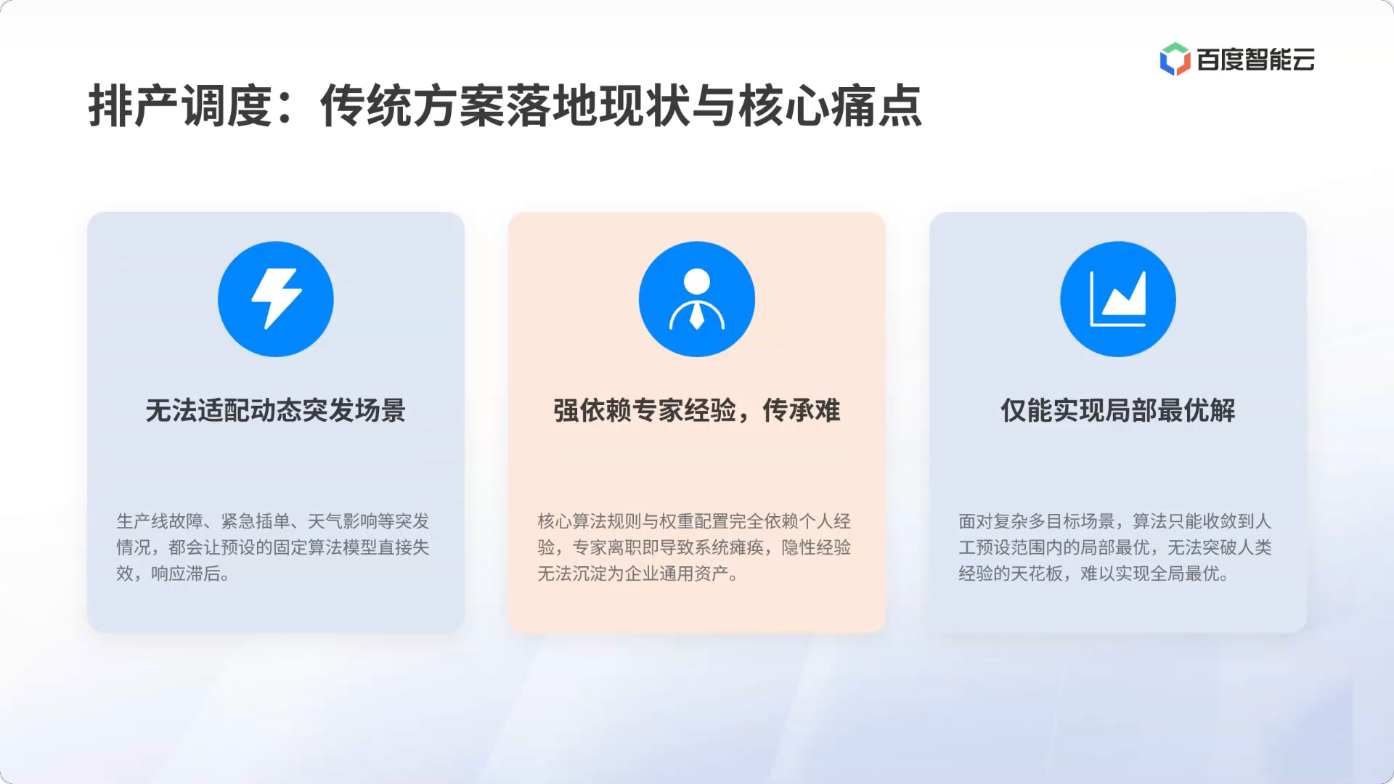 百度智能云
排产调度：传统方案落地现状与核心痛点
无法适配动态突发场景
生产线故障、紧急插单、天气影响等突发
情况，都会让预设的固定算法模型直接失
效，响应滞后。
强依赖专家经验，传承难
核心算法规则与权重配置完全依赖个人经
验，专家离职即导致系统瘫痪，隐性经验
无法沉淀为企业通用资产。
仅能实现局部最优解
面对复杂多目标场景，算法只能收敛到人
工预设范围内的局部最优，无法突破人类
经验的天花板，难以实现全局最优。